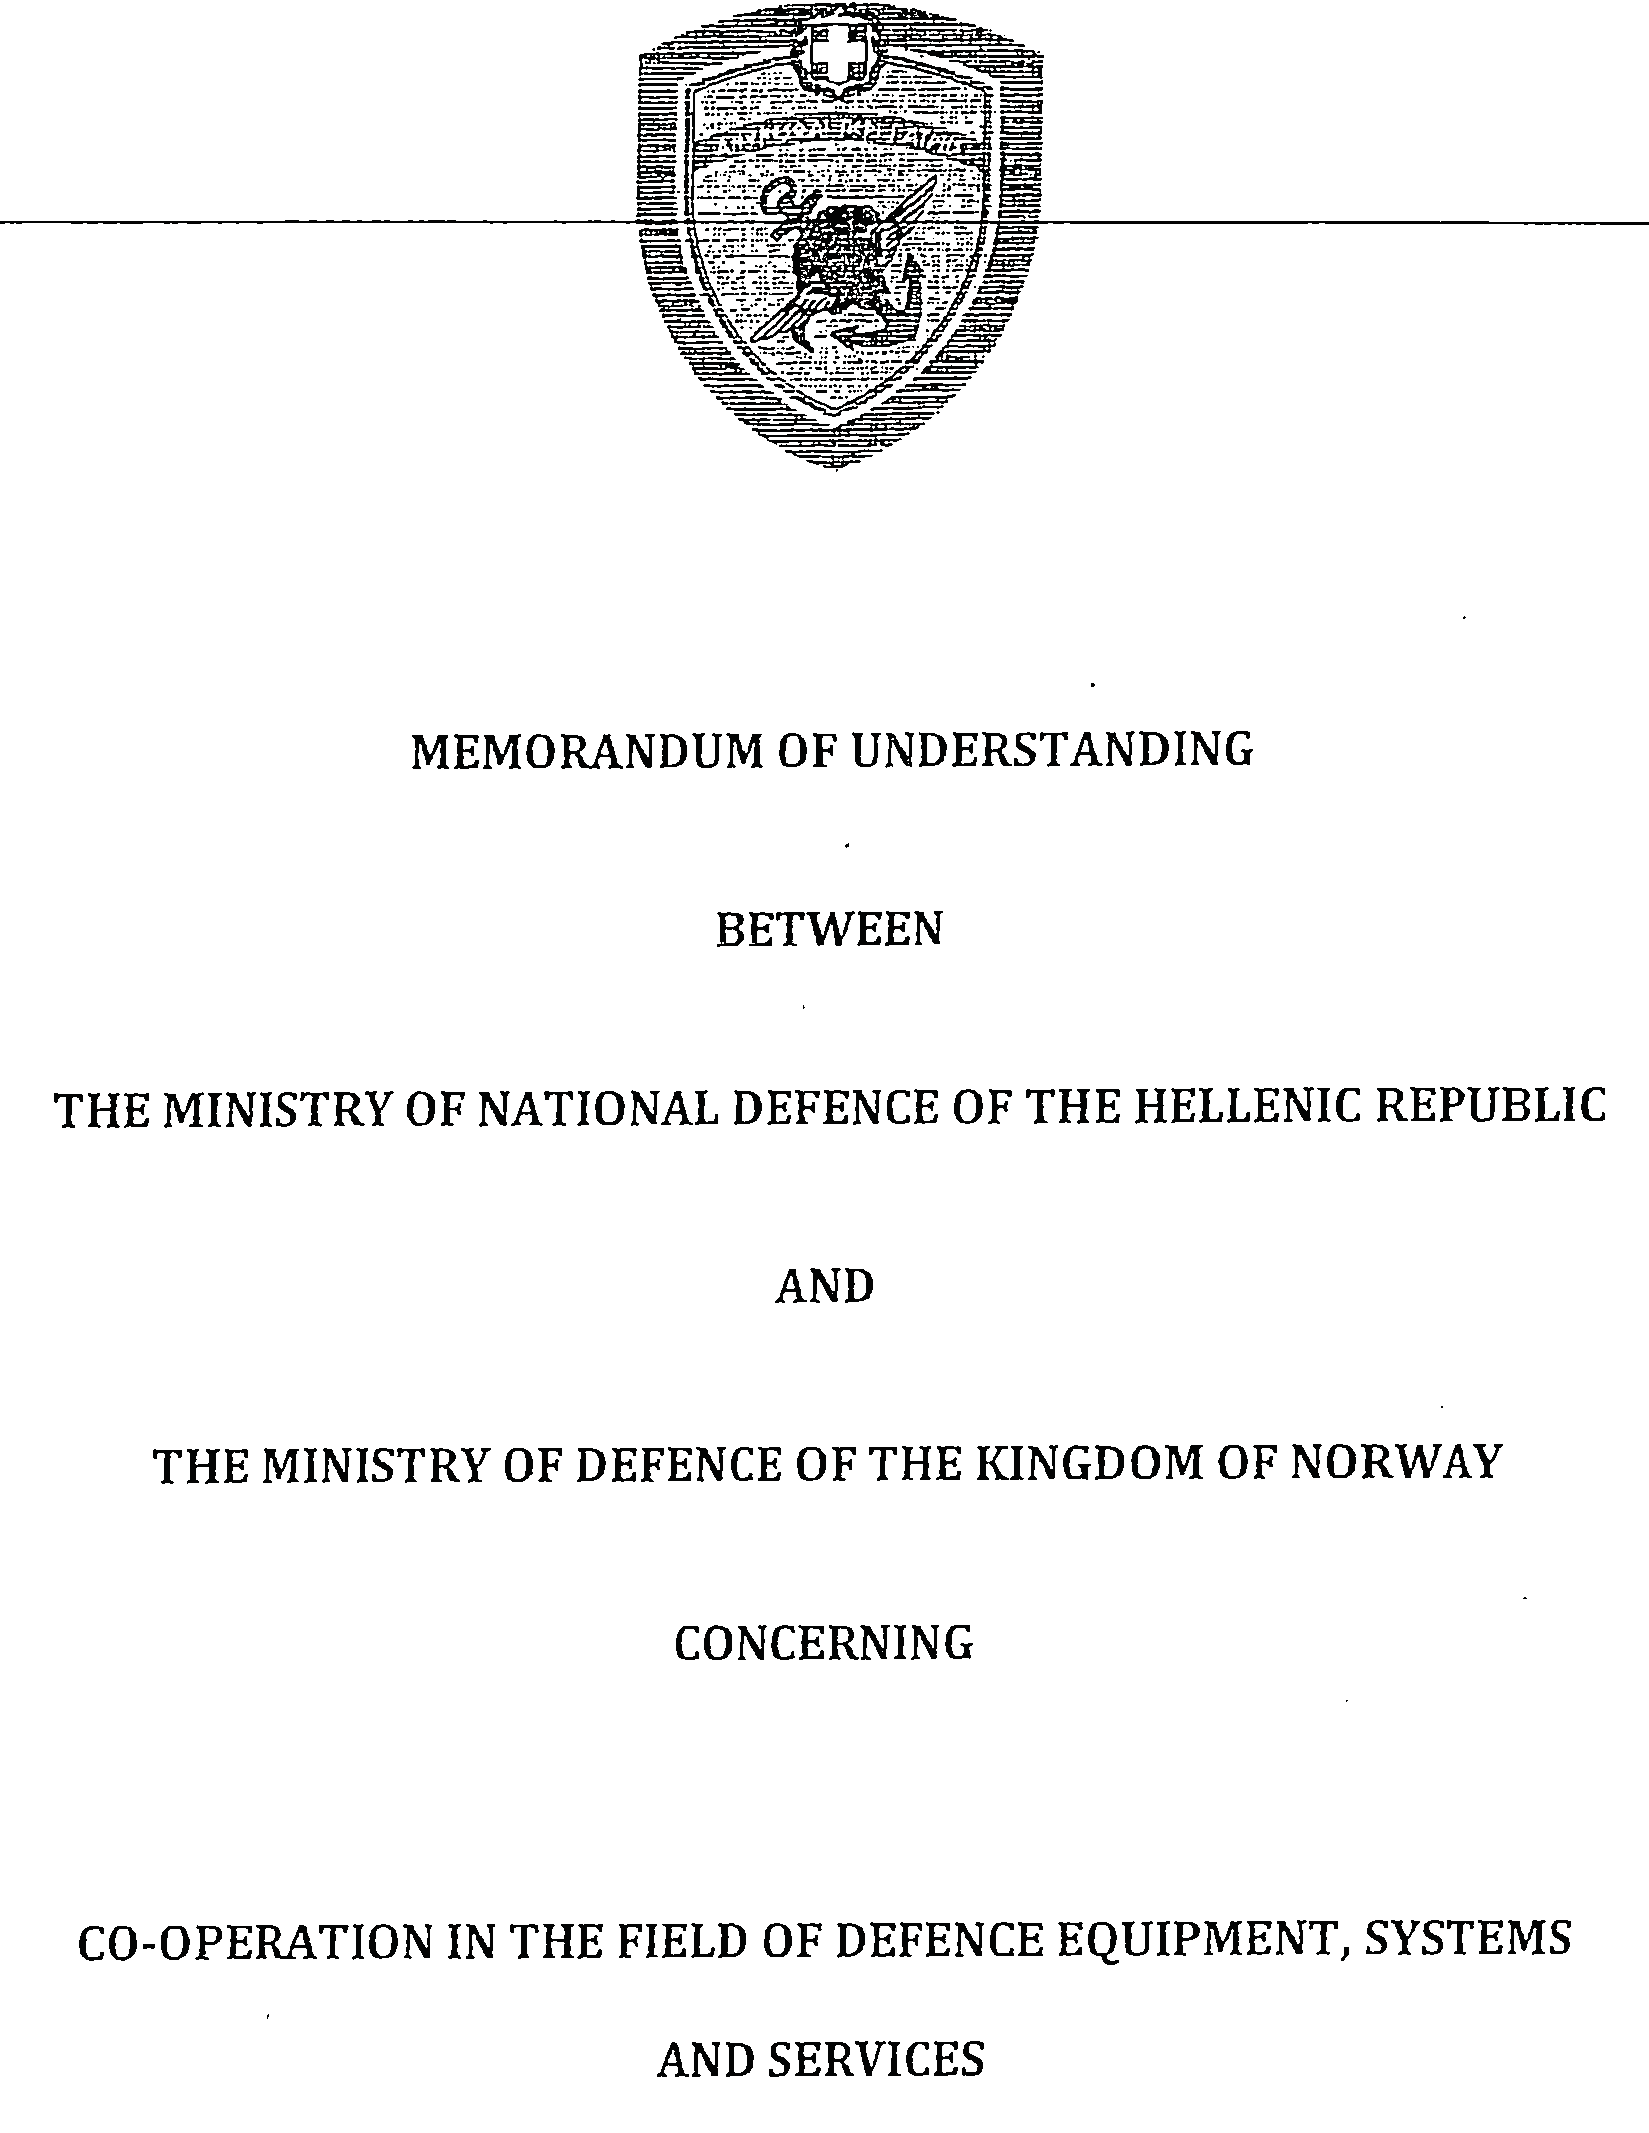 MEMORANDUM OF UNDERSTANDING
BETWEEN
THE MINISTRY OF NATIONAL DEFENCE OF THE HELLENIC REPUBLIC
AND
THE MINISTRY OF DEFENCE OF THE KINGDOM OF NORWAY
CONCERNING
CO-OPERATION IN THE FIELD OF DEFENCE EQUIPMENT, SYSTEMS
AND SERVICES